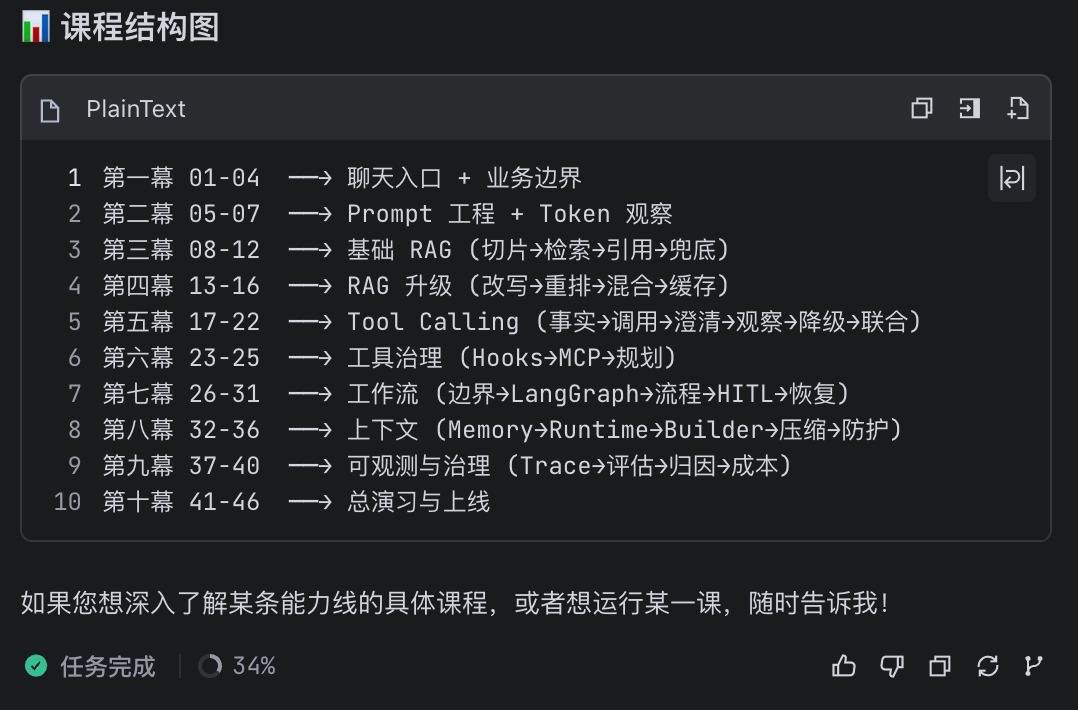 📊 课程结构图
PlainText
1 第一幕 01-04 ──→ 聊天入口 + 业务边界
2 第二幕 05-07 ──→ Prompt 工程 + Token 观察
3 第三幕 08-12 ──→ 基础 RAG (切片→检索→引用→兜底)
4 第四幕 13-16 ──→ RAG 升级 (改写→重排→混合→缓存)
5 第五幕 17-22 ──→ Tool Calling (事实→调用→澄清→观察→降级→联合)
6 第六幕 23-25 ──→ 工具治理 (Hooks→MCP→规划)
7 第七幕 26-31 ──→ 工作流 (边界→LangGraph→流程→HITL→恢复)
8 第八幕 32-36 ──→ 上下文 (Memory→Runtime→Builder→压缩→防护)
9 第九幕 37-40 ──→ 可观测与治理 (Trace→评估→归因→成本)
10 第十幕 41-46 ──→ 总演习与上线
如果您想深入了解某条能力线的具体课程，或者想运行某一课，随时告诉我！
任务完成 34%